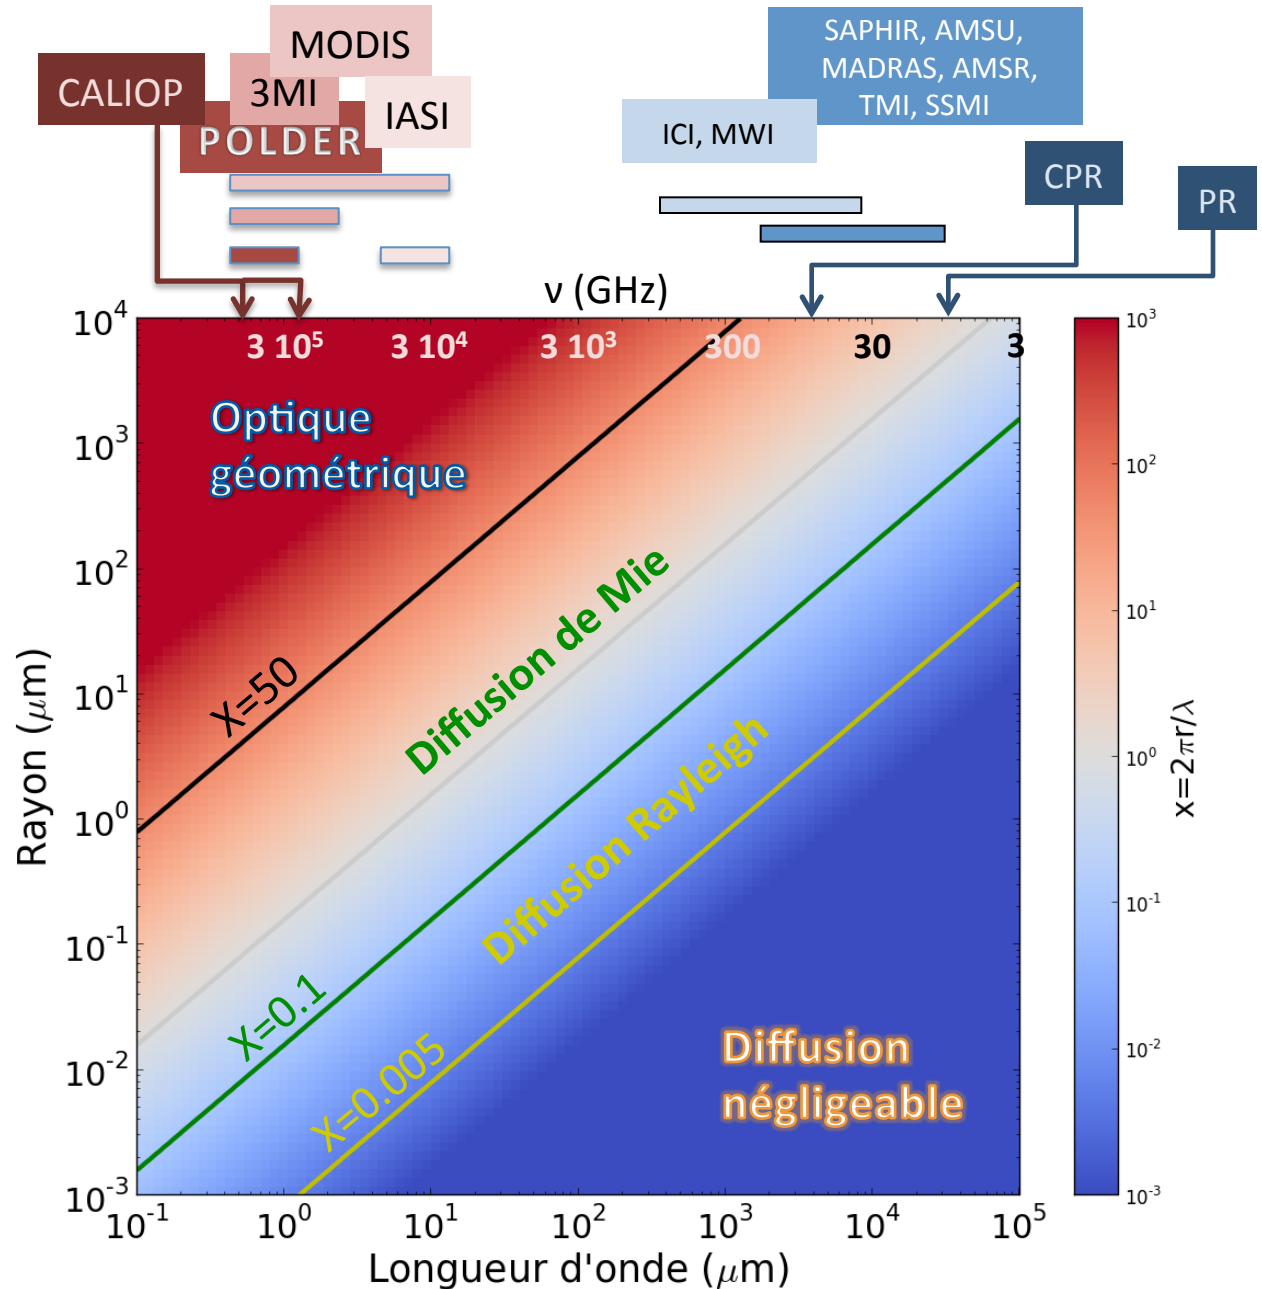 MODIS
CALIOP
3MI
IASI
POLDER
SAPHIR, AMSU,
MADRAS, AMSR,
TMI, SSMI
ICI, MWI
CPR
PR
ν (GHz)
3 10⁵ 3 10⁴ 3 10³ 300 30 3
Optique
géométrique
X=50
Diffusion de Mie
Diffusion Rayleigh
X=0.1
X=0.005
Diffusion
négligeable
Rayon (μm)
10⁴
10³
10²
10¹
10⁰
10⁻¹
10⁻²
10⁻³
10⁻¹ 10⁰ 10¹ 10² 10³ 10⁴ 10⁵
Longueur d'onde (μm)
10³
10²
10¹
10⁰
10⁻¹
10⁻²
10⁻³
x=2πr/λ